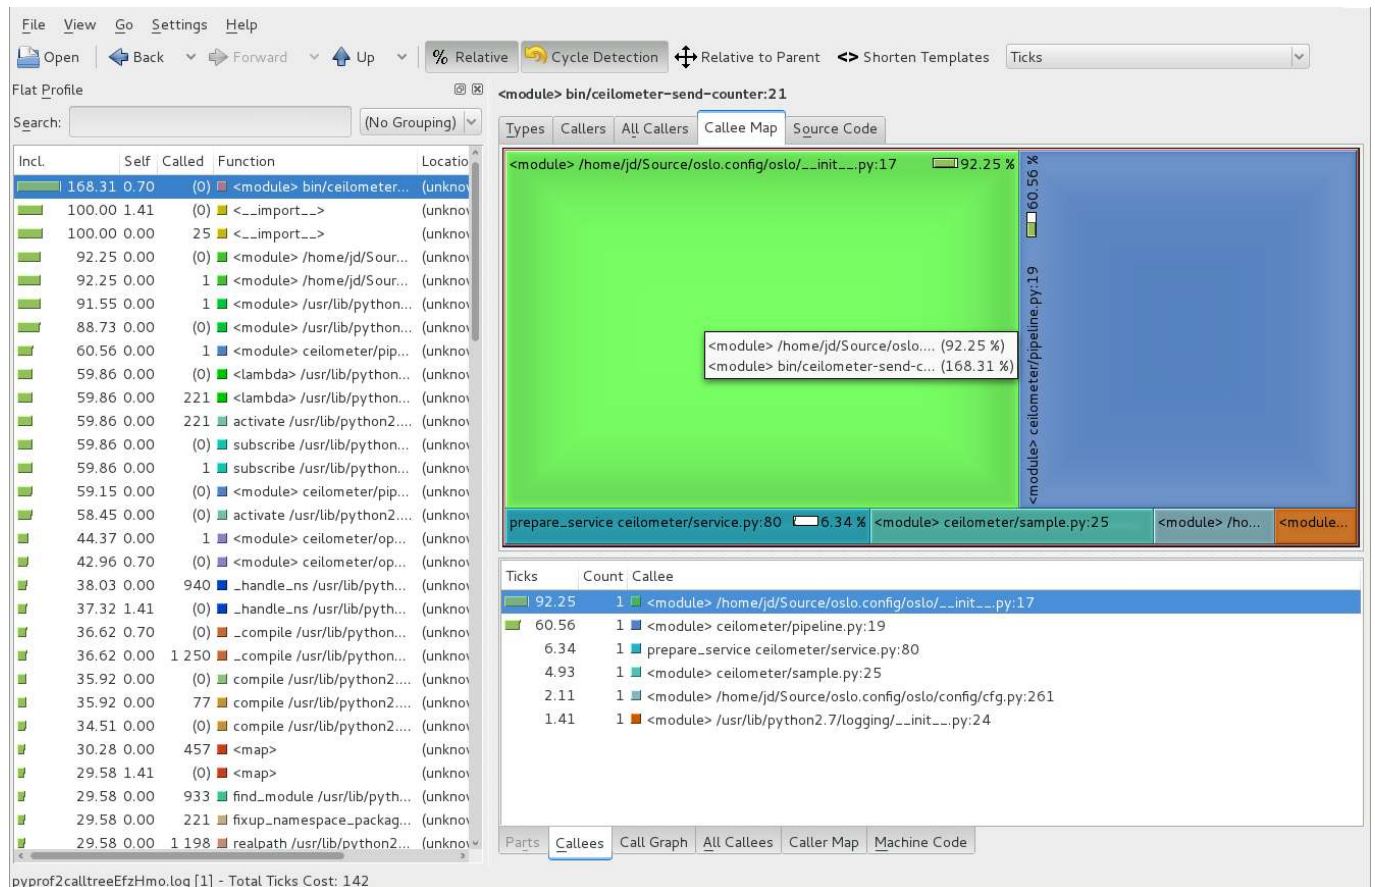 File View Go Settings Help
Open Back Forward Up % Relative Cycle Detection Relative to Parent <> Shorten Templates Ticks
Flat Profile
Search: (No Grouping)
Incl. Self Called Function Locatio
168.31 0.70 (0) <module> bin/ceilometer... (unknov
100.00 1.41 (0) <__import__> (unknov
100.00 0.00 25 <__import__> (unknov
92.25 0.00 (0) <module> /home/jd/Sour... (unknov
92.25 0.00 1 <module> /home/jd/Sour... (unknov
91.55 0.00 1 <module> /usr/lib/python... (unknov
88.73 0.00 (0) <module> /usr/lib/python... (unknov
60.56 0.00 1 <module> ceilometer/pip... (unknov
59.86 0.00 (0) <lambda> /usr/lib/python... (unknov
59.86 0.00 221 <lambda> /usr/lib/python... (unknov
59.86 0.00 221 activate /usr/lib/python2.... (unknov
59.86 0.00 (0) subscribe /usr/lib/python... (unknov
59.86 0.00 1 subscribe /usr/lib/python... (unknov
59.15 0.00 (0) <module> ceilometer/pip... (unknov
58.45 0.00 (0) activate /usr/lib/python2.... (unknov
44.37 0.00 1 <module> ceilometer/op... (unknov
42.96 0.70 (0) <module> ceilometer/op... (unknov
38.03 0.00 940 _handle_ns /usr/lib/pyth... (unknov
37.32 1.41 (0) _handle_ns /usr/lib/pyth... (unknov
36.62 0.70 (0) _compile /usr/lib/python... (unknov
36.62 0.00 1 250 _compile /usr/lib/python... (unknov
35.92 0.00 (0) compile /usr/lib/python2.... (unknov
35.92 0.00 77 compile /usr/lib/python2.... (unknov
34.51 0.00 (0) compile /usr/lib/python2.... (unknov
30.28 0.00 457 <map> (unknov
29.58 1.41 (0) <map> (unknov
29.58 0.00 933 find_module /usr/lib/pyth... (unknov
29.58 0.00 221 fixup_namespace_packag... (unknov
29.58 0.00 1 198 realpath /usr/lib/python2... (unknov
<module> bin/ceilometer-send-counter:21
Types Callers All Callers Callee Map Source Code
<module> /home/jd/Source/oslo.config/oslo/__init__.py:17 92.25 %
<module> ceilometer/pipeline.py:19 60.56 %
<module> /home/jd/Source/oslo.... (92.25 %)
<module> bin/ceilometer-send-c... (168.31 %)
prepare_service ceilometer/service.py:80 6.34 % <module> ceilometer/sample.py:25 <module> /ho... <module...
Ticks Count Callee
92.25 1 <module> /home/jd/Source/oslo.config/oslo/__init__.py:17
60.56 1 <module> ceilometer/pipeline.py:19
6.34 1 prepare_service ceilometer/service.py:80
4.93 1 <module> ceilometer/sample.py:25
2.11 1 <module> /home/jd/Source/oslo.config/oslo/config/cfg.py:261
1.41 1 <module> /usr/lib/python2.7/logging/__init__.py:24
Parts Callees Call Graph All Callees Caller Map Machine Code
pyprof2calltreeEfzHmo.log [1] - Total Ticks Cost: 142